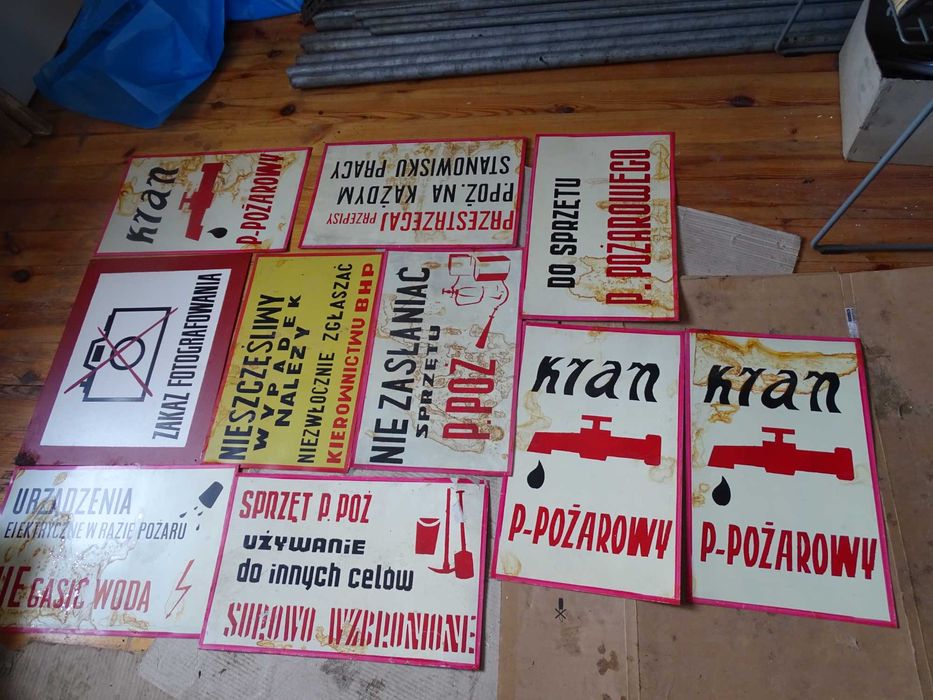 Kran
P-POŻAROWY
PRZESTRZEGAJ PRZEPISY
PPOŻ. NA KAŻDYM
STANOWISKU PRACY
DO SPRZĘTU
P. POŻAROWEGO
ZAKAZ FOTOGRAFOWANIA
NIESZCZĘŚLIWY
WYPADEK
NALEŻY
NIEZWŁOCZNIE ZGŁASZAĆ
KIEROWNICTWU BHP
NIE ZASŁANIAĆ
SPRZĘTU
P.POŻ
Kran
P-POŻAROWY
Kran
P-POŻAROWY
URZĄDZENIA
ELEKTRYCZNE W RAZIE POŻARU
NIE GASIĆ WODĄ
SPRZĘT P. POŻ
UŻYWANIE
do innych celów
SUROWO WZBRONIONE